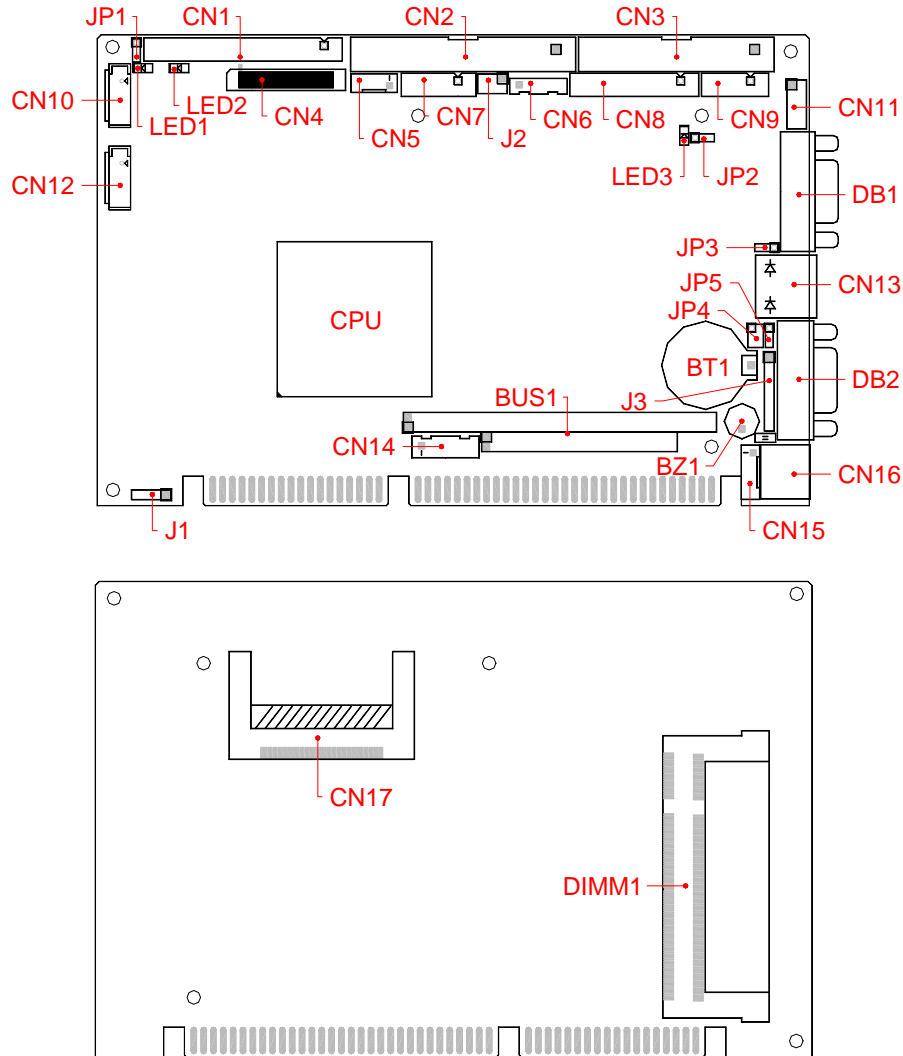 JP1 CN1 CN2 CN3
CN10 LED2 CN11
LED1 CN4 CN5 CN7 J2 CN6 CN8 CN9
CN12 LED3 JP2 DB1
JP3
JP5 CN13
JP4
CPU
BT1 DB2
BUS1 J3
CN14 BZ1 CN16
J1 CN15
CN17
DIMM1